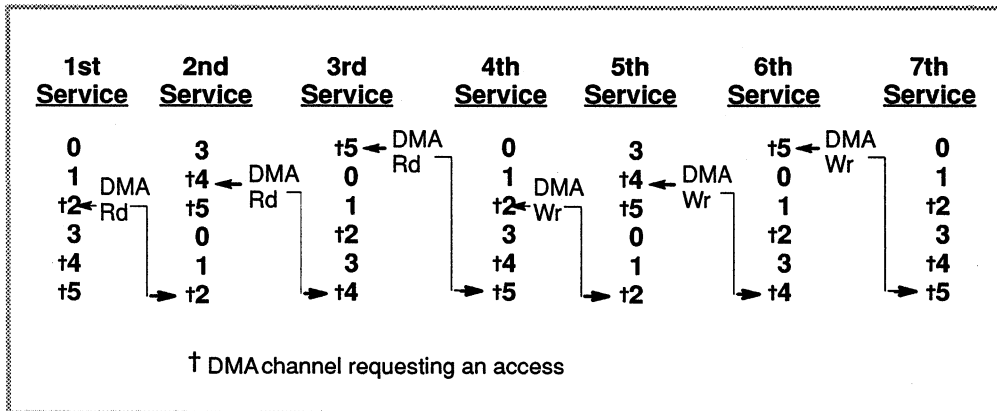 1st 2nd 3rd 4th 5th 6th 7th
Service Service Service Service Service Service Service
0 3 †5 DMA Rd 0 3 †5 DMA Wr 0
1 †4 DMA Rd 0 1 †4 DMA Wr 0 1
†2 DMA Rd †5 1 †2 DMA Wr †5 1 †2
3 0 †2 3 0 †2 3
†4 1 3 †4 1 3 †4
†5 †2 †4 †5 †2 †4 †5
† DMA channel requesting an access